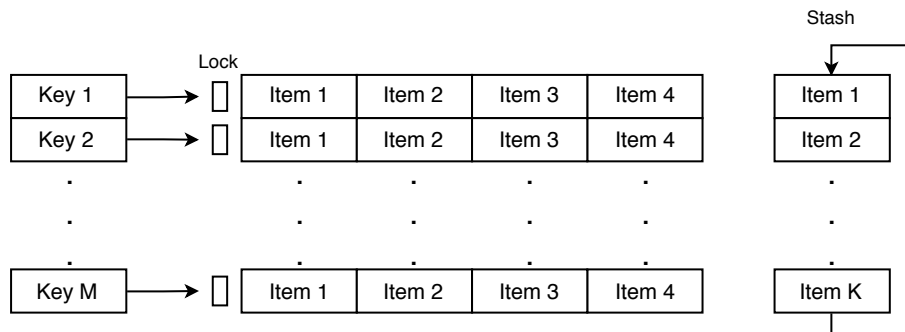 Stash
Lock
Key 1 Item 1 Item 2 Item 3 Item 4 Item 1
Key 2 Item 1 Item 2 Item 3 Item 4 Item 2
. . . . . .
. . . . . .
. . . . . .
Key M Item 1 Item 2 Item 3 Item 4 Item K